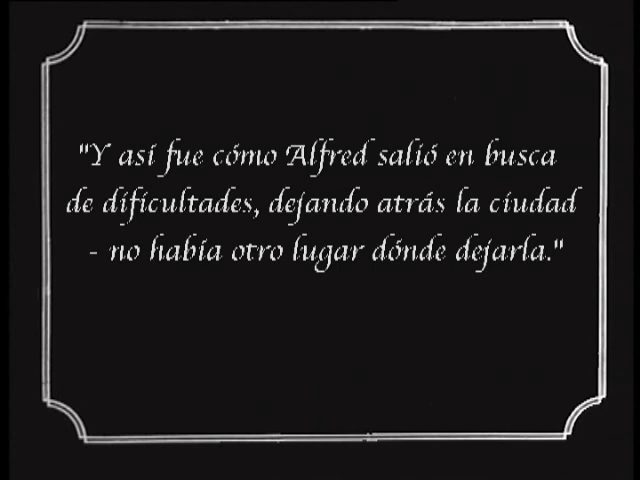 "Y así fue cómo Alfred salió en busca
de dificultades, dejando atrás la ciudad
- no había otro lugar dónde dejarla."